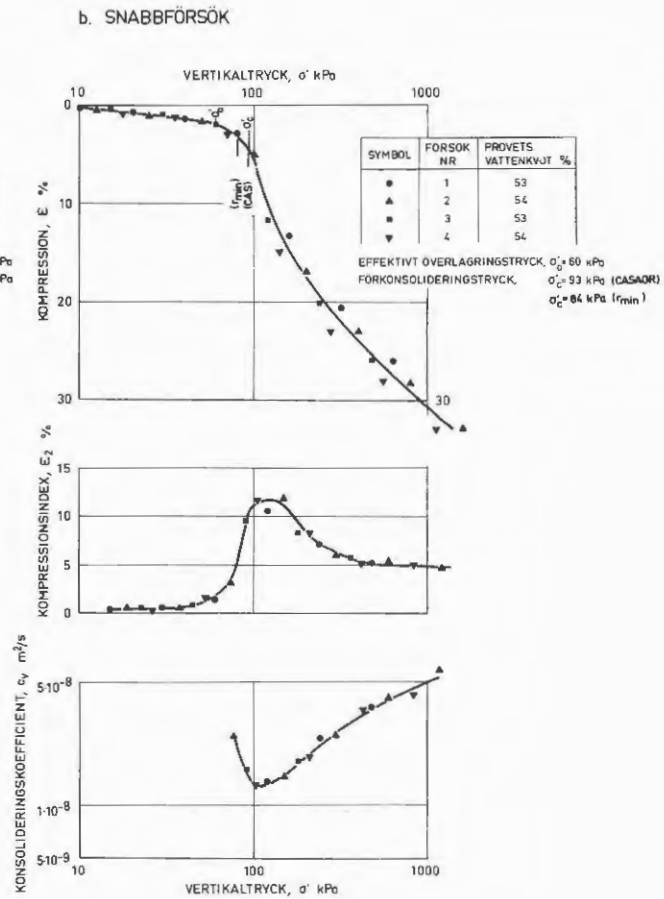 b. SNABBFÖRSÖK
VERTIKALTRYCK, σ' kPa
10 100 1000
0
10
20
30
30
KOMPRESSION, ε %
σ'o
σ'c
(rmin)
(CAS)
SYMBOL FÖRSÖK NR PROVETS VATTENKVOT %
● 1 53
▲ 2 54
■ 3 53
▼ 4 54
EFFEKTIVT ÖVERLAGRINGSTRYCK, σ'o= 60 kPa
FÖRKONSOLIDERINGSTRYCK, σ'c= 93 kPa (CASAGR)
σ'c= 84 kPa (rmin)
Pa
Pa
KOMPRESSIONSINDEX, ε2 %
15
10
5
0
KONSOLIDERINGSKOEFFICIENT, cv m²/s
5·10-8
1·10-8
5·10-9
10 100 1000
VERTIKALTRYCK, σ' kPa